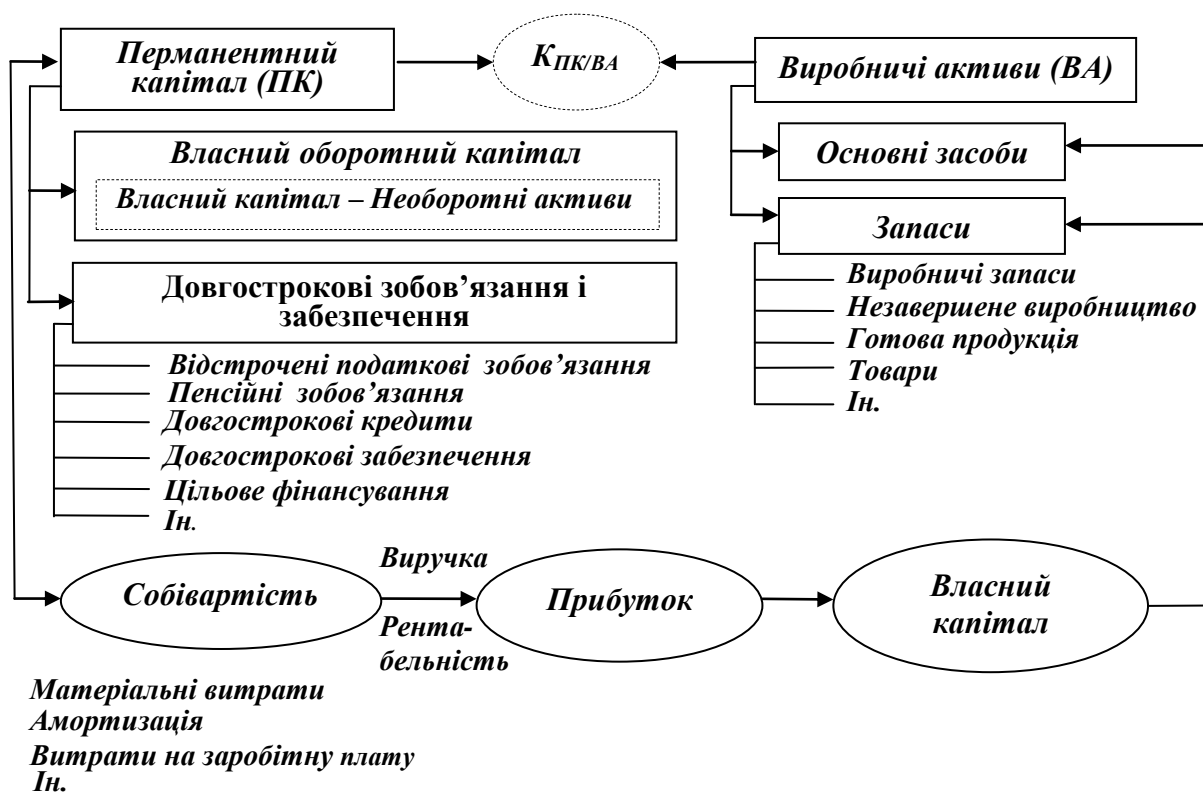 Перманентний
капітал (ПК)
К ПК/ВА
Виробничі активи (ВА)
Власний оборотний капітал
Власний капітал – Необоротні активи
Основні засоби
Запаси
Виробничі запаси
Незавершене виробництво
Готова продукція
Товари
Ін.
Довгострокові зобов’язання і
забезпечення
Відстрочені податкові зобов’язання
Пенсійні зобов’язання
Довгострокові кредити
Довгострокові забезпечення
Цільове фінансування
Ін.
Собівартість
Виручка
Рента-
бельність
Прибуток
Власний
капітал
Матеріальні витрати
Амортизація
Витрати на заробітну плату
Ін.